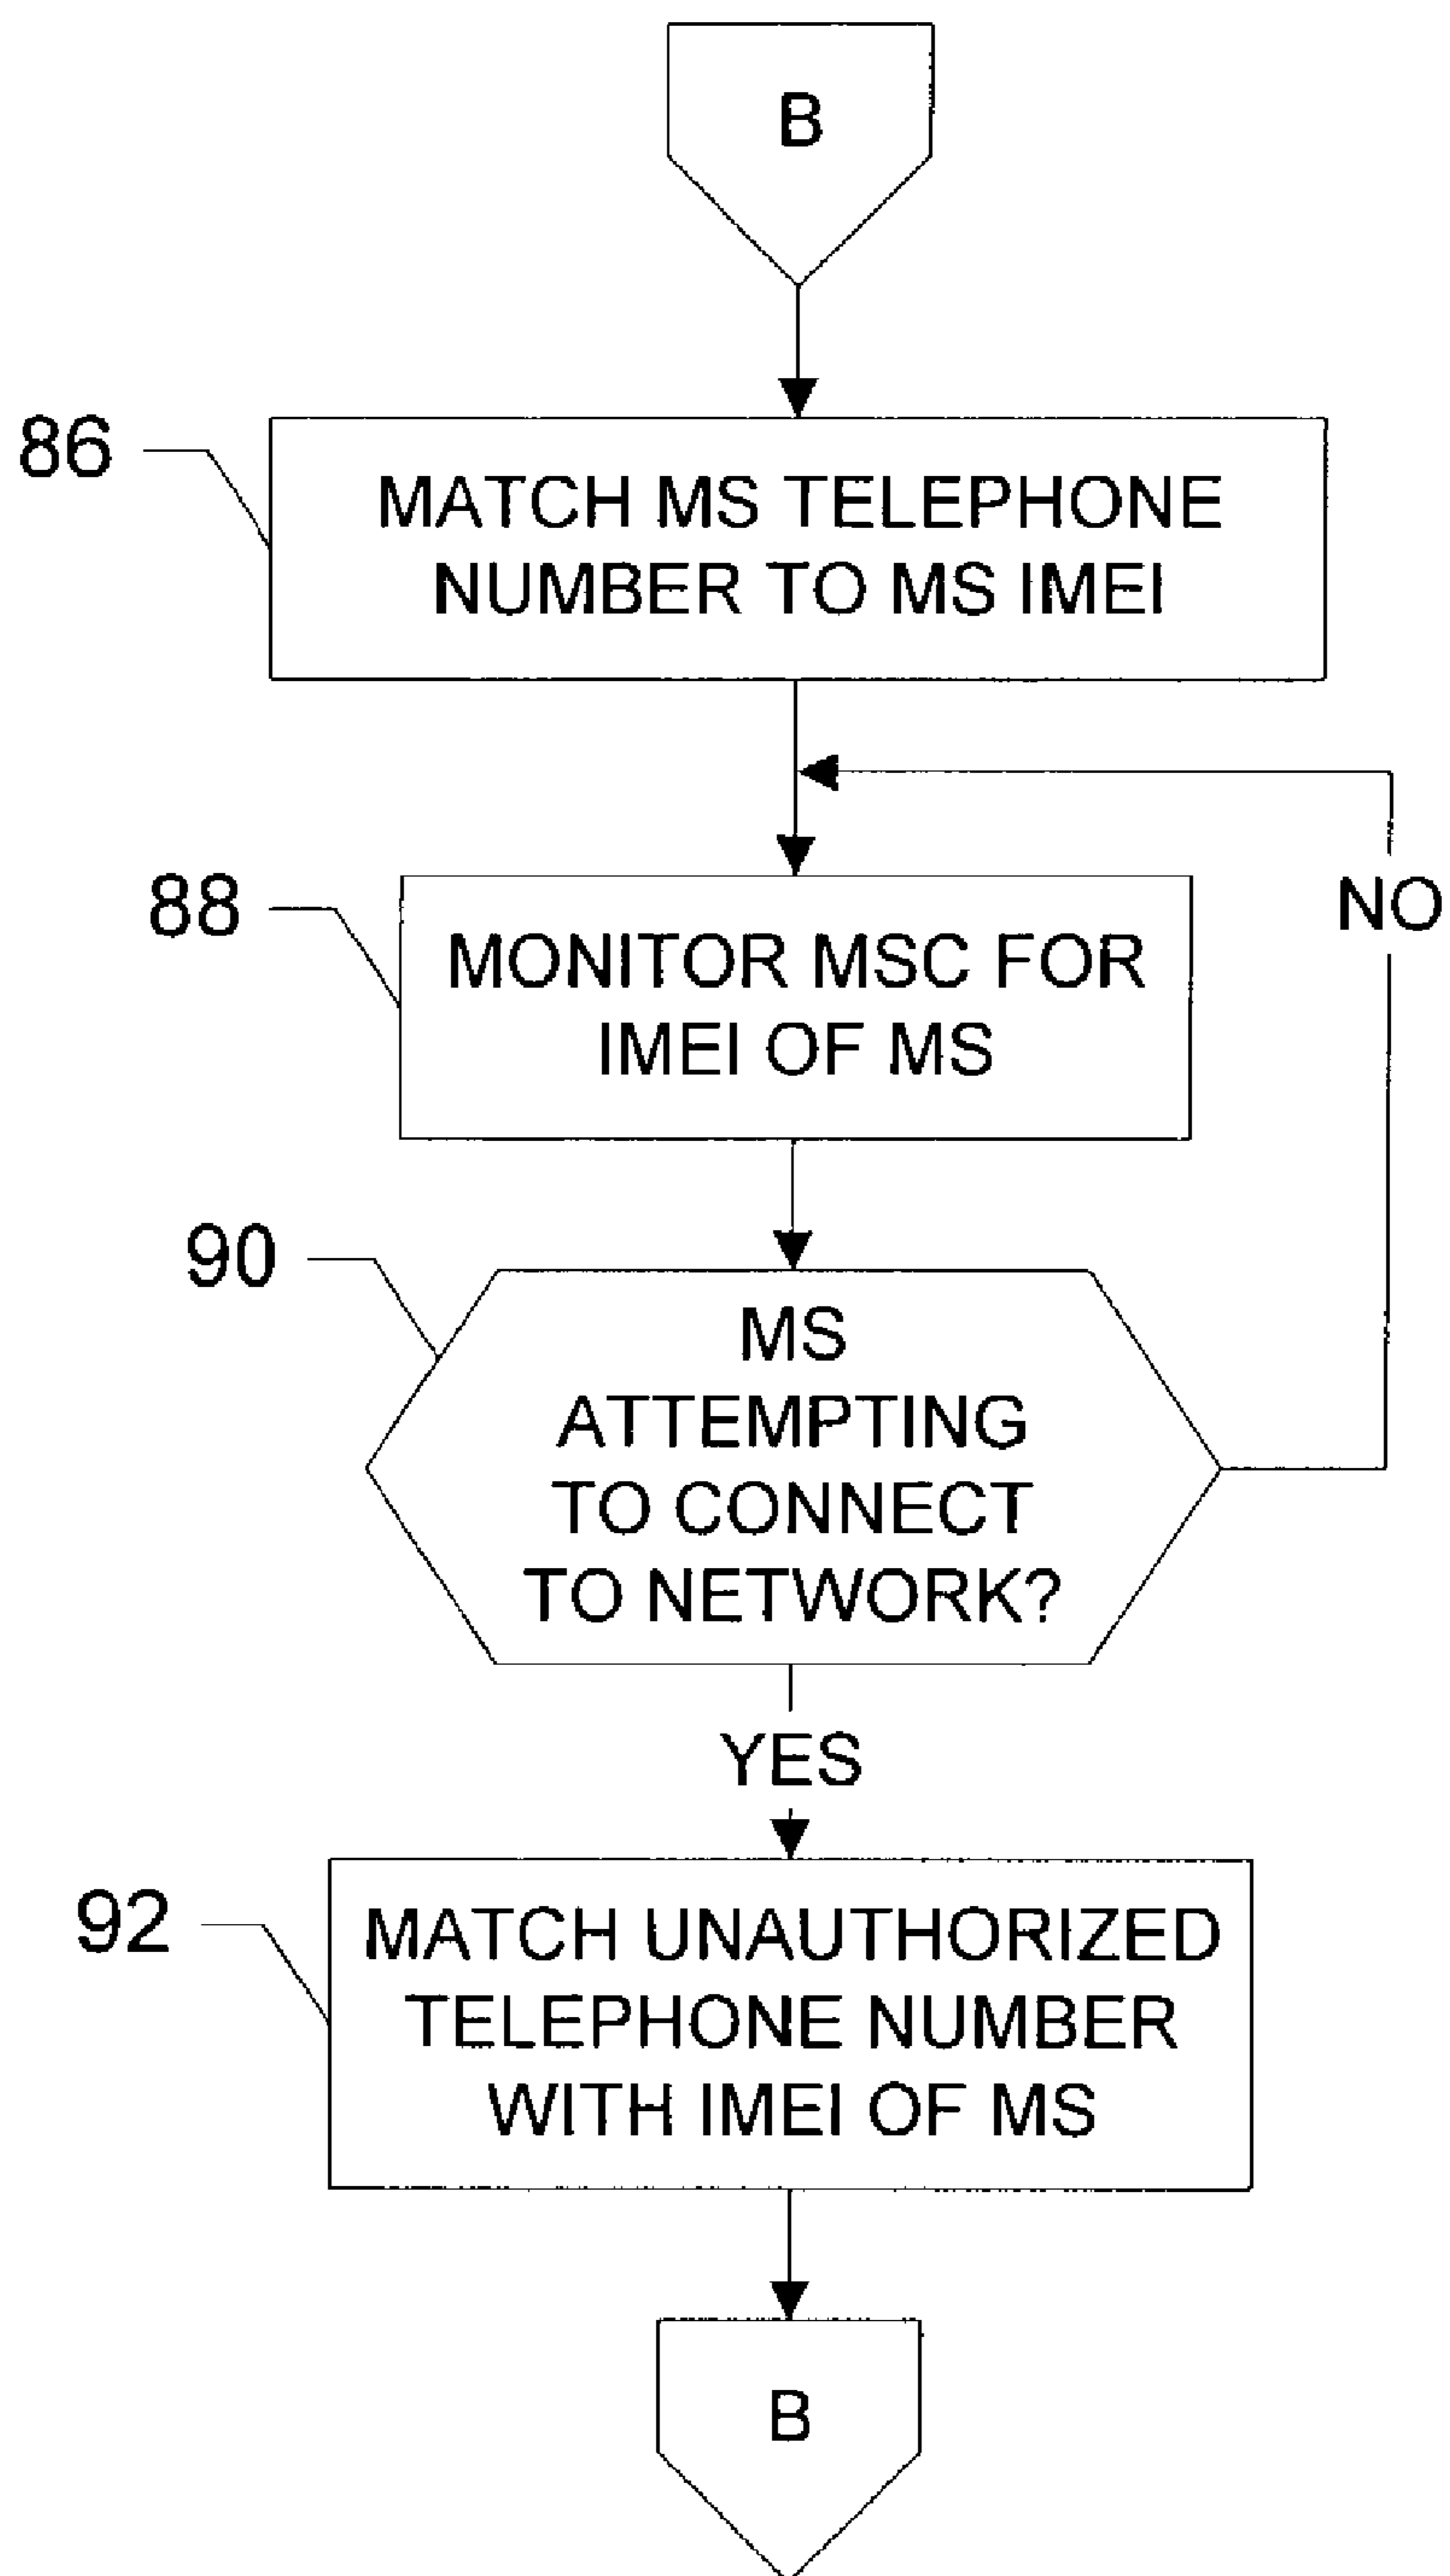 B
86
MATCH MS TELEPHONE
NUMBER TO MS IMEI
88
MONITOR MSC FOR
IMEI OF MS
NO
90
MS
ATTEMPTING
TO CONNECT
TO NETWORK?
YES
92
MATCH UNAUTHORIZED
TELEPHONE NUMBER
WITH IMEI OF MS
B